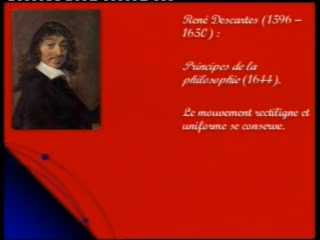 René Descartes (1596 –
1650) :
Principes de la
philosophie (1644).
Le mouvement rectiligne et
uniforme se conserve.